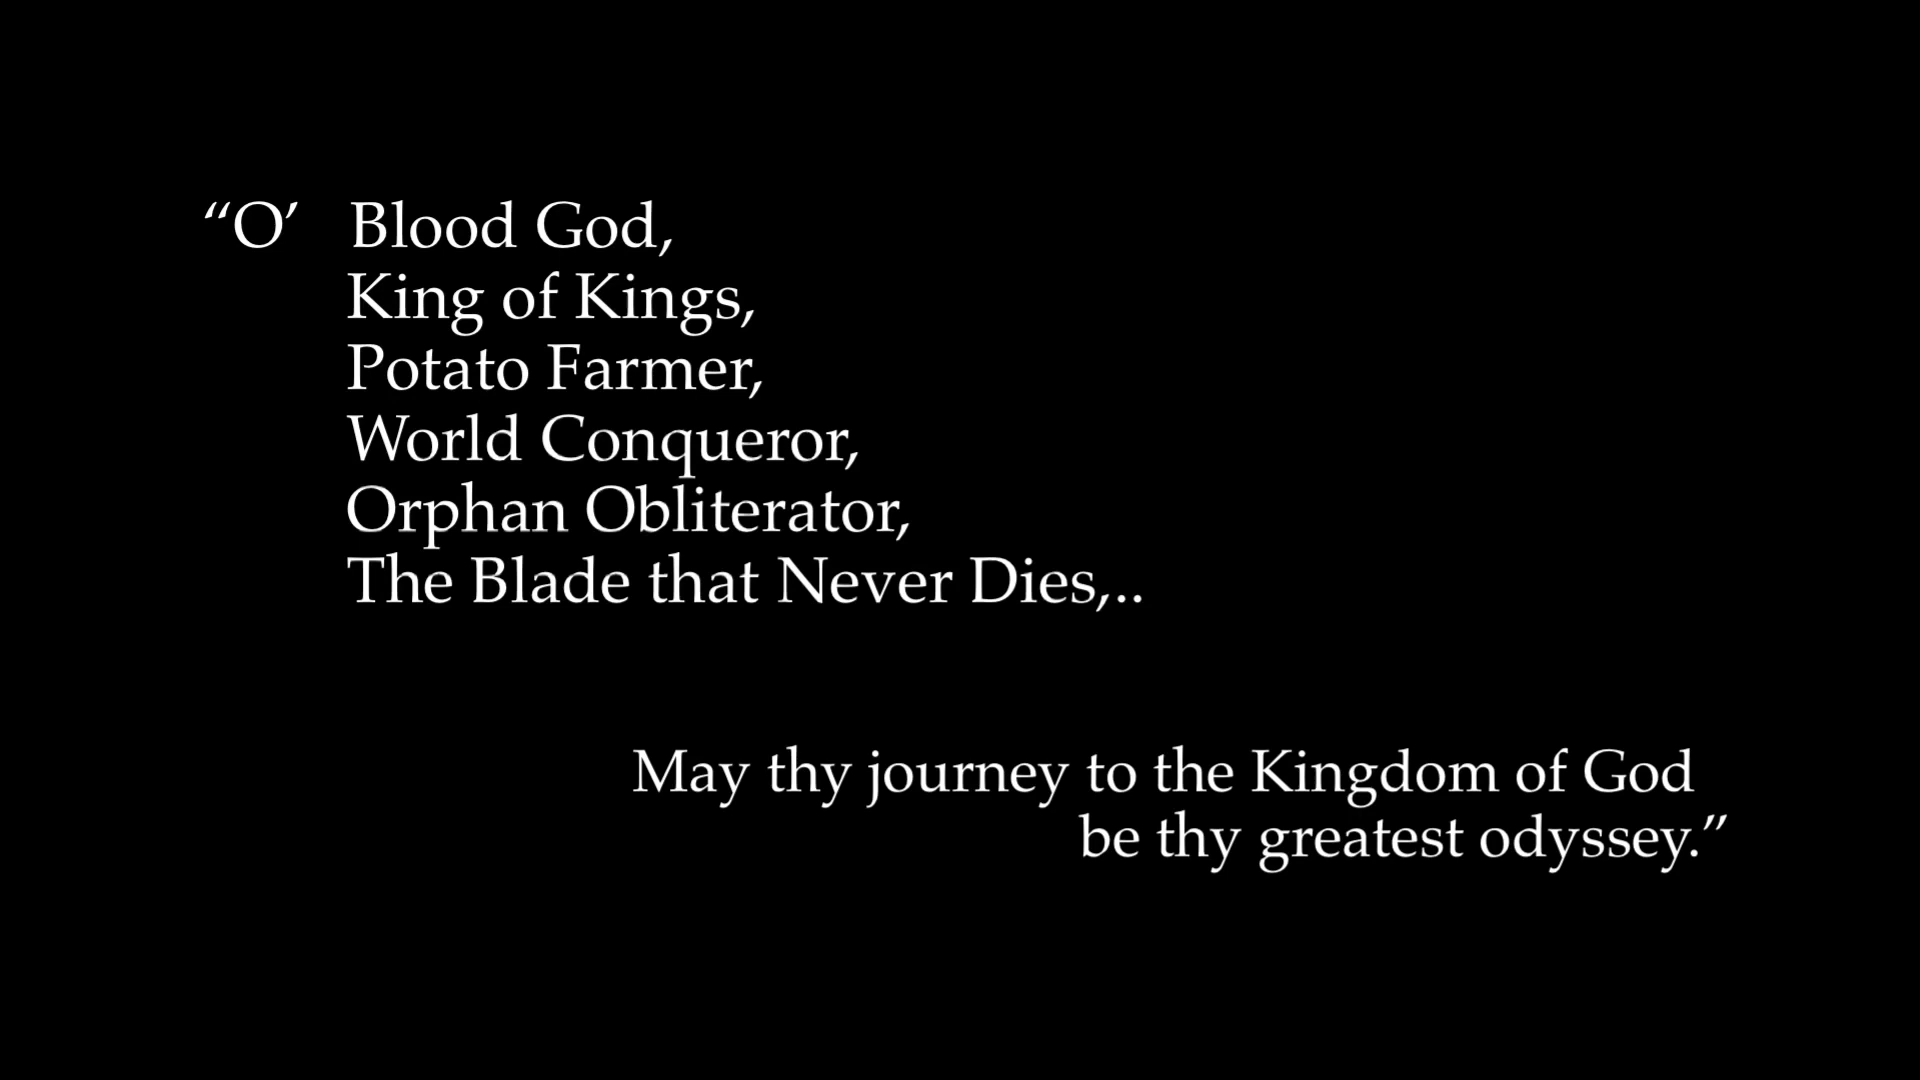 “O’ Blood God,
King of Kings,
Potato Farmer,
World Conqueror,
Orphan Obliterator,
The Blade that Never Dies,..
May thy journey to the Kingdom of God
be thy greatest odyssey.”